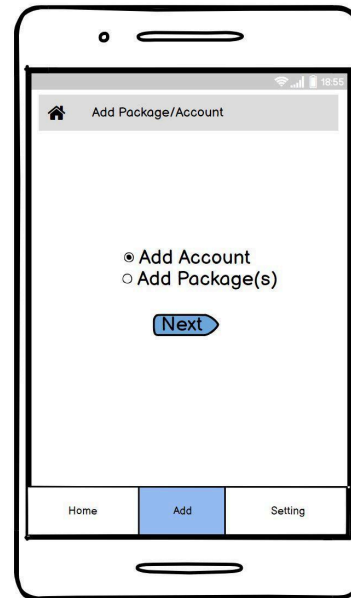 18:55
Add Package/Account
Add Account
Add Package(s)
Next
Home
Add
Setting